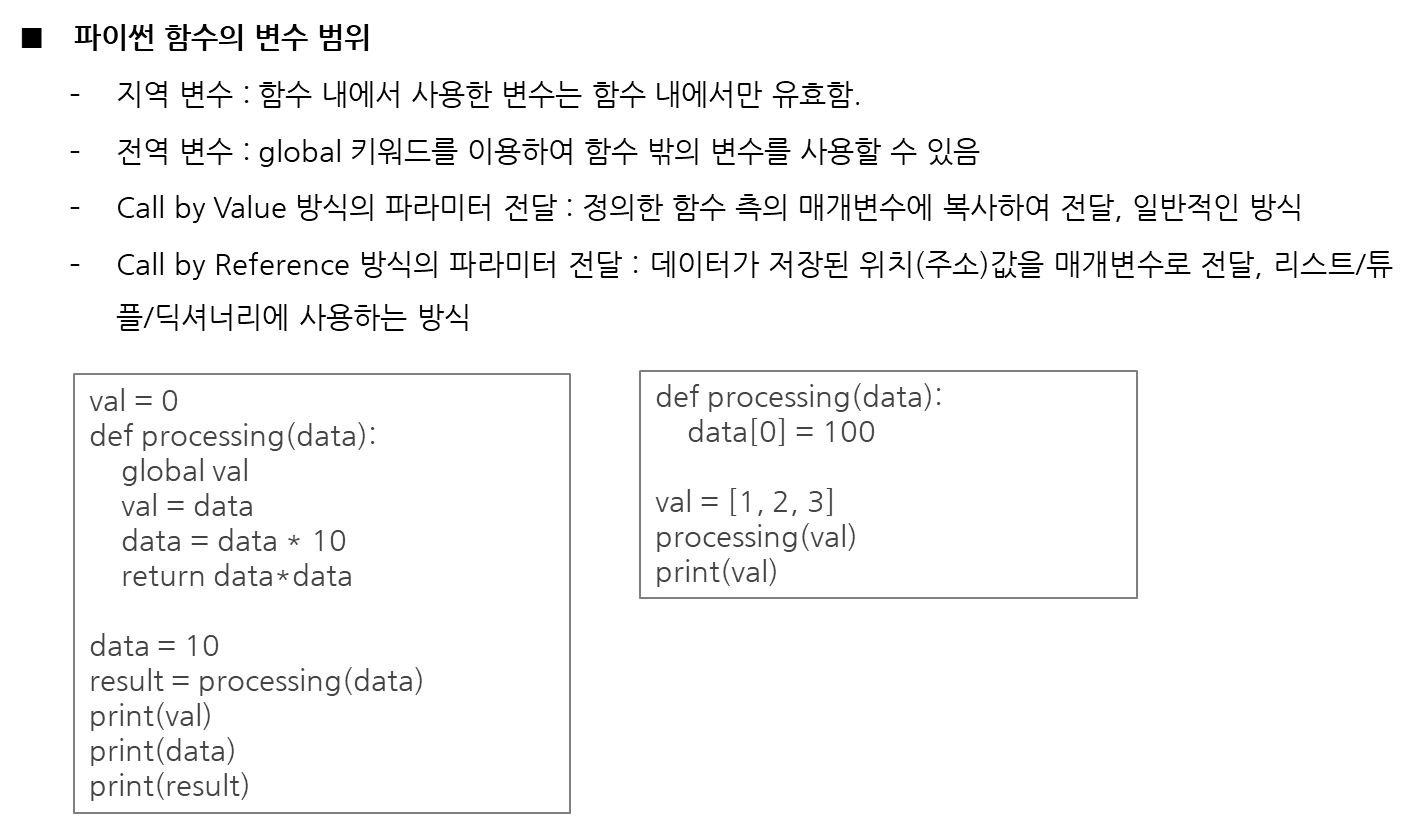 ■ 파이썬 함수의 변수 범위
- 지역 변수 : 함수 내에서 사용한 변수는 함수 내에서만 유효함.
- 전역 변수 : global 키워드를 이용하여 함수 밖의 변수를 사용할 수 있음
- Call by Value 방식의 파라미터 전달 : 정의한 함수 측의 매개변수에 복사하여 전달, 일반적인 방식
- Call by Reference 방식의 파라미터 전달 : 데이터가 저장된 위치(주소)값을 매개변수로 전달, 리스트/튜
플/딕셔너리에 사용하는 방식
val = 0
def processing(data):
    global val
    val = data
    data = data * 10
    return data*data

data = 10
result = processing(data)
print(val)
print(data)
print(result)
def processing(data):
    data[0] = 100

val = [1, 2, 3]
processing(val)
print(val)